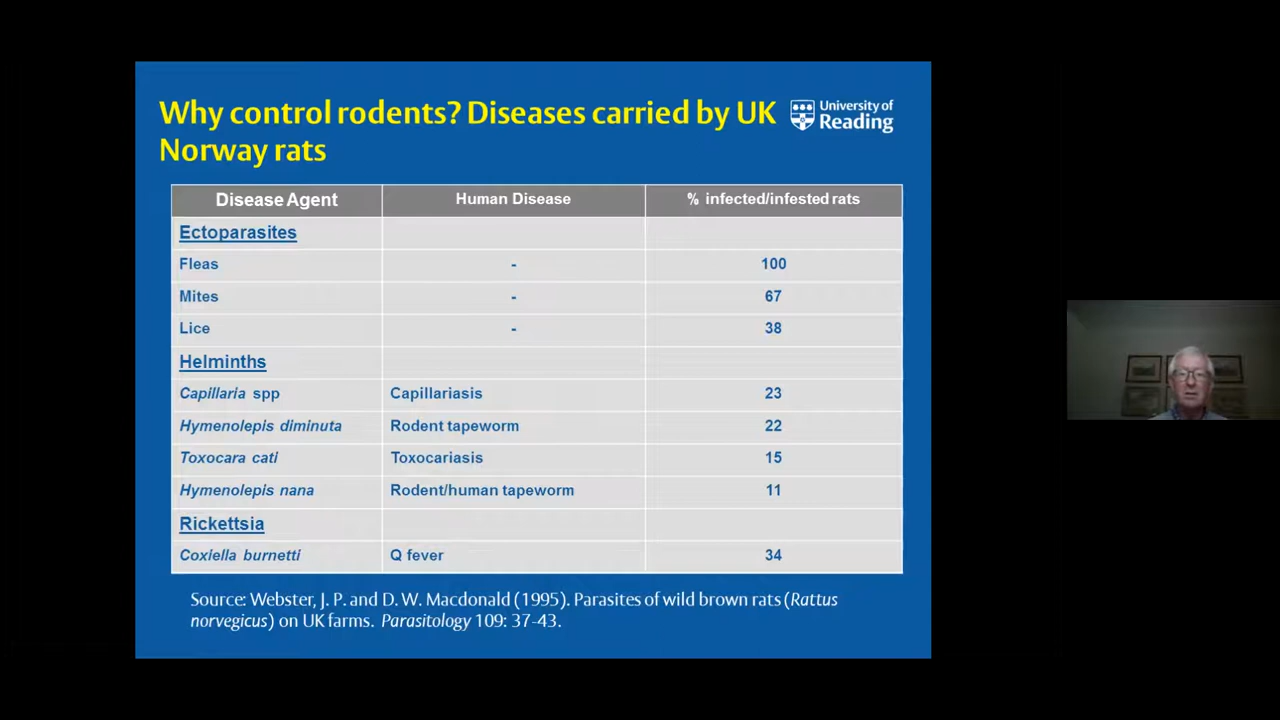 Why control rodents? Diseases carried by UK
Norway rats
University of
Reading
Disease Agent Human Disease % infected/infested rats
Ectoparasites
Fleas - 100
Mites - 67
Lice - 38
Helminths
Capillaria spp Capillariasis 23
Hymenolepis diminuta Rodent tapeworm 22
Toxocara cati Toxocariasis 15
Hymenolepis nana Rodent/human tapeworm 11
Rickettsia
Coxiella burnetti Q fever 34
Source: Webster, J. P. and D. W. Macdonald (1995). Parasites of wild brown rats (Rattus
norvegicus) on UK farms. Parasitology 109: 37-43.